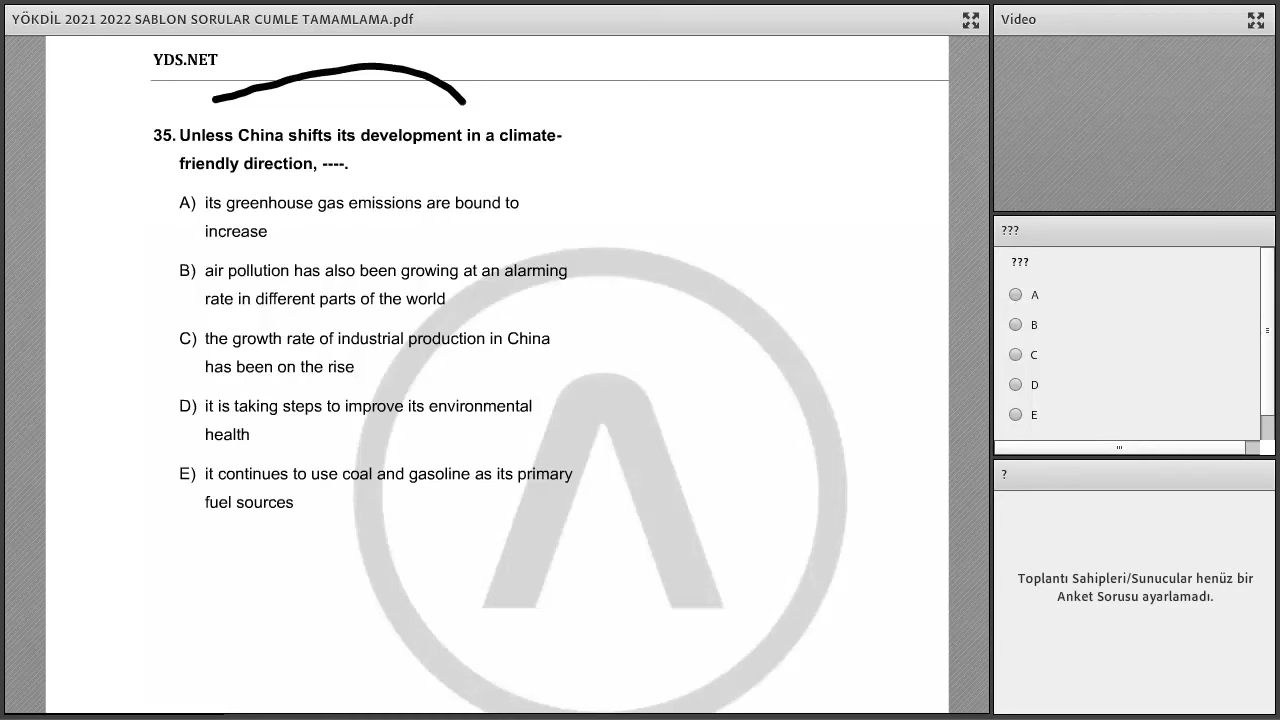 YÖKDİL 2021 2022 SABLON SORULAR CUMLE TAMAMLAMA.pdf
YDS.NET
35. Unless China shifts its development in a climate-
friendly direction, ----.
A) its greenhouse gas emissions are bound to
increase
B) air pollution has also been growing at an alarming
rate in different parts of the world
C) the growth rate of industrial production in China
has been on the rise
D) it is taking steps to improve its environmental
health
E) it continues to use coal and gasoline as its primary
fuel sources
Video
???
???
A
B
C
D
E
?
Toplantı Sahipleri/Sunucular henüz bir
Anket Sorusu ayarlamadı.